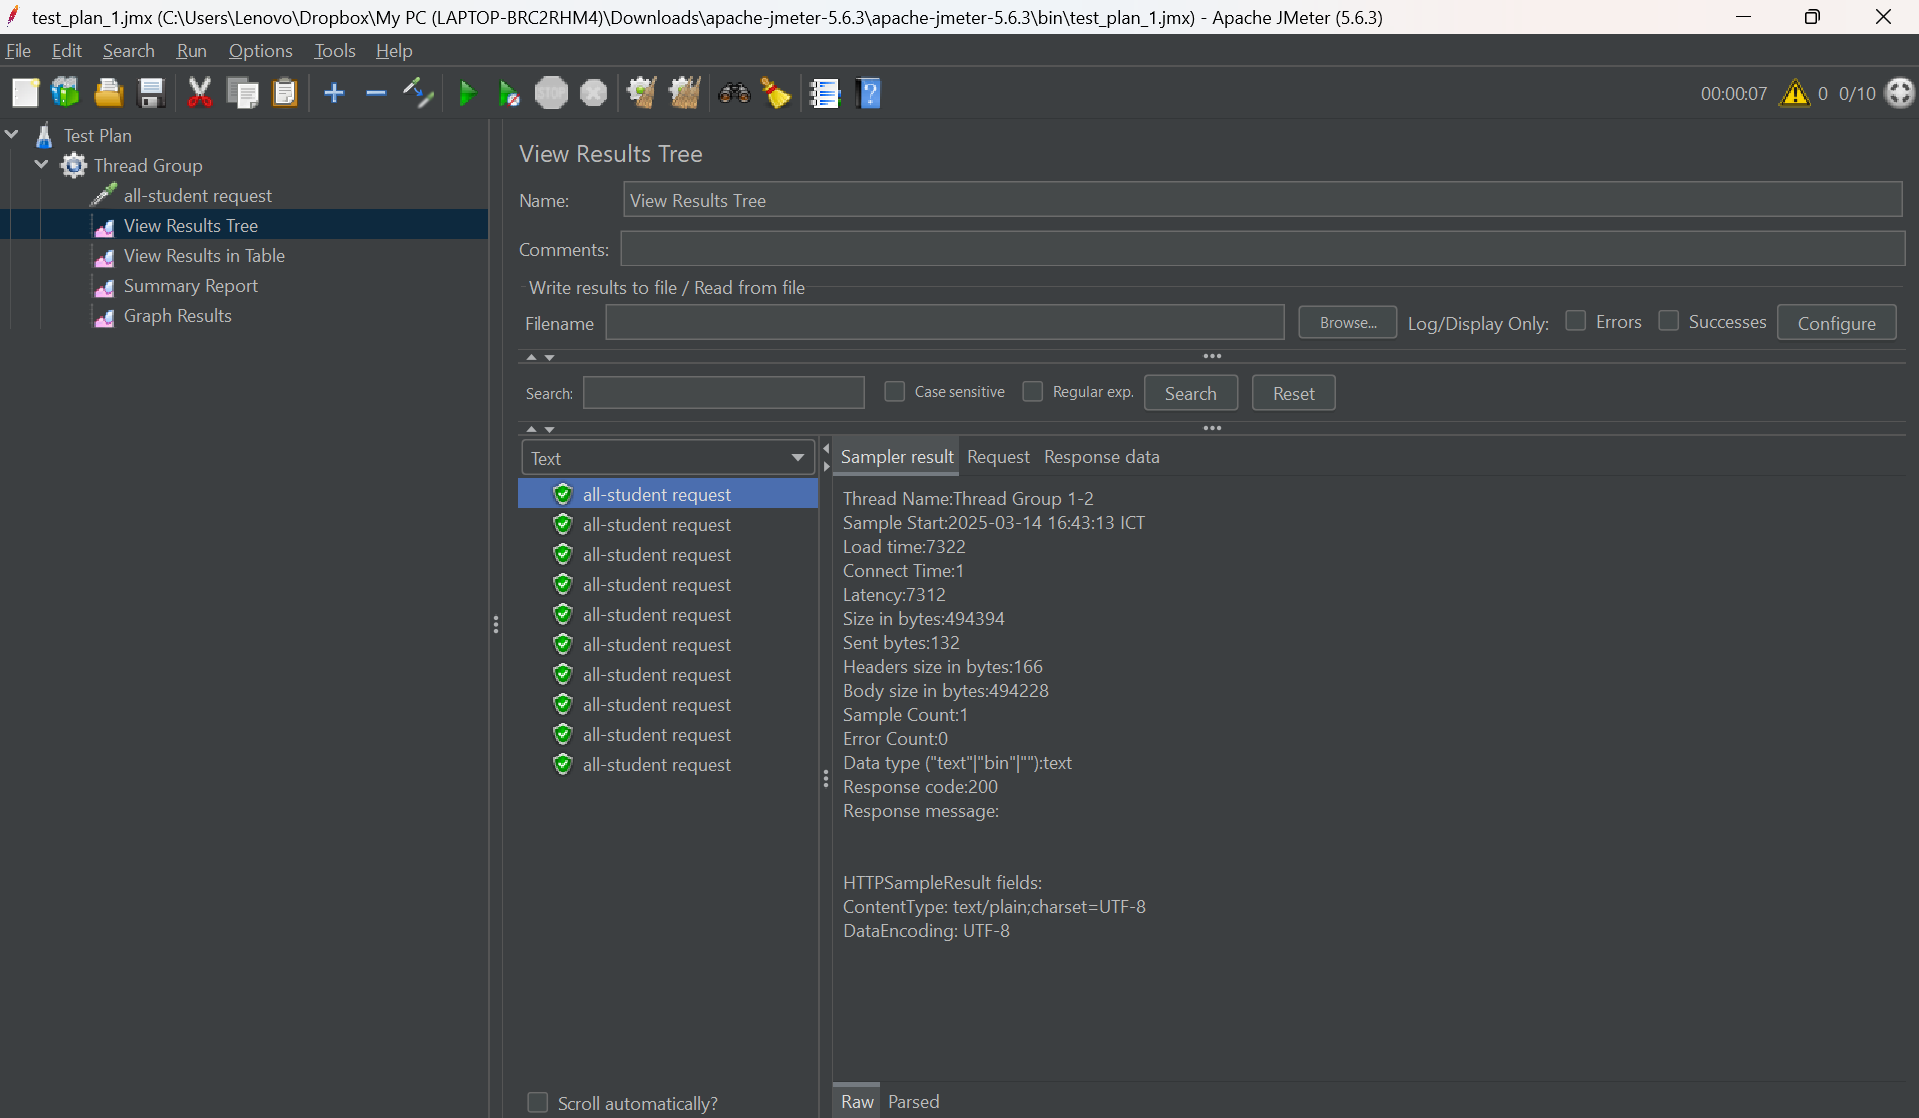 test_plan_1.jmx (C:\Users\Lenovo\Dropbox\My PC (LAPTOP-BRC2RHM4)\Downloads\apache-jmeter-5.6.3\apache-jmeter-5.6.3\bin\test_plan_1.jmx) - Apache JMeter (5.6.3)
File Edit Search Run Options Tools Help
STOP
00:00:07 0 0/10
Test Plan
Thread Group
all-student request
View Results Tree
View Results in Table
Summary Report
Graph Results
View Results Tree
Name: View Results Tree
Comments:
Write results to file / Read from file
Filename Browse... Log/Display Only: Errors Successes Configure
Search: Case sensitive Regular exp. Search Reset
Text
all-student request
all-student request
all-student request
all-student request
all-student request
all-student request
all-student request
all-student request
all-student request
all-student request
Scroll automatically?
Sampler result Request Response data
Thread Name:Thread Group 1-2
Sample Start:2025-03-14 16:43:13 ICT
Load time:7322
Connect Time:1
Latency:7312
Size in bytes:494394
Sent bytes:132
Headers size in bytes:166
Body size in bytes:494228
Sample Count:1
Error Count:0
Data type ("text"|"bin"|""):text
Response code:200
Response message:
HTTPSampleResult fields:
ContentType: text/plain;charset=UTF-8
DataEncoding: UTF-8
Raw Parsed